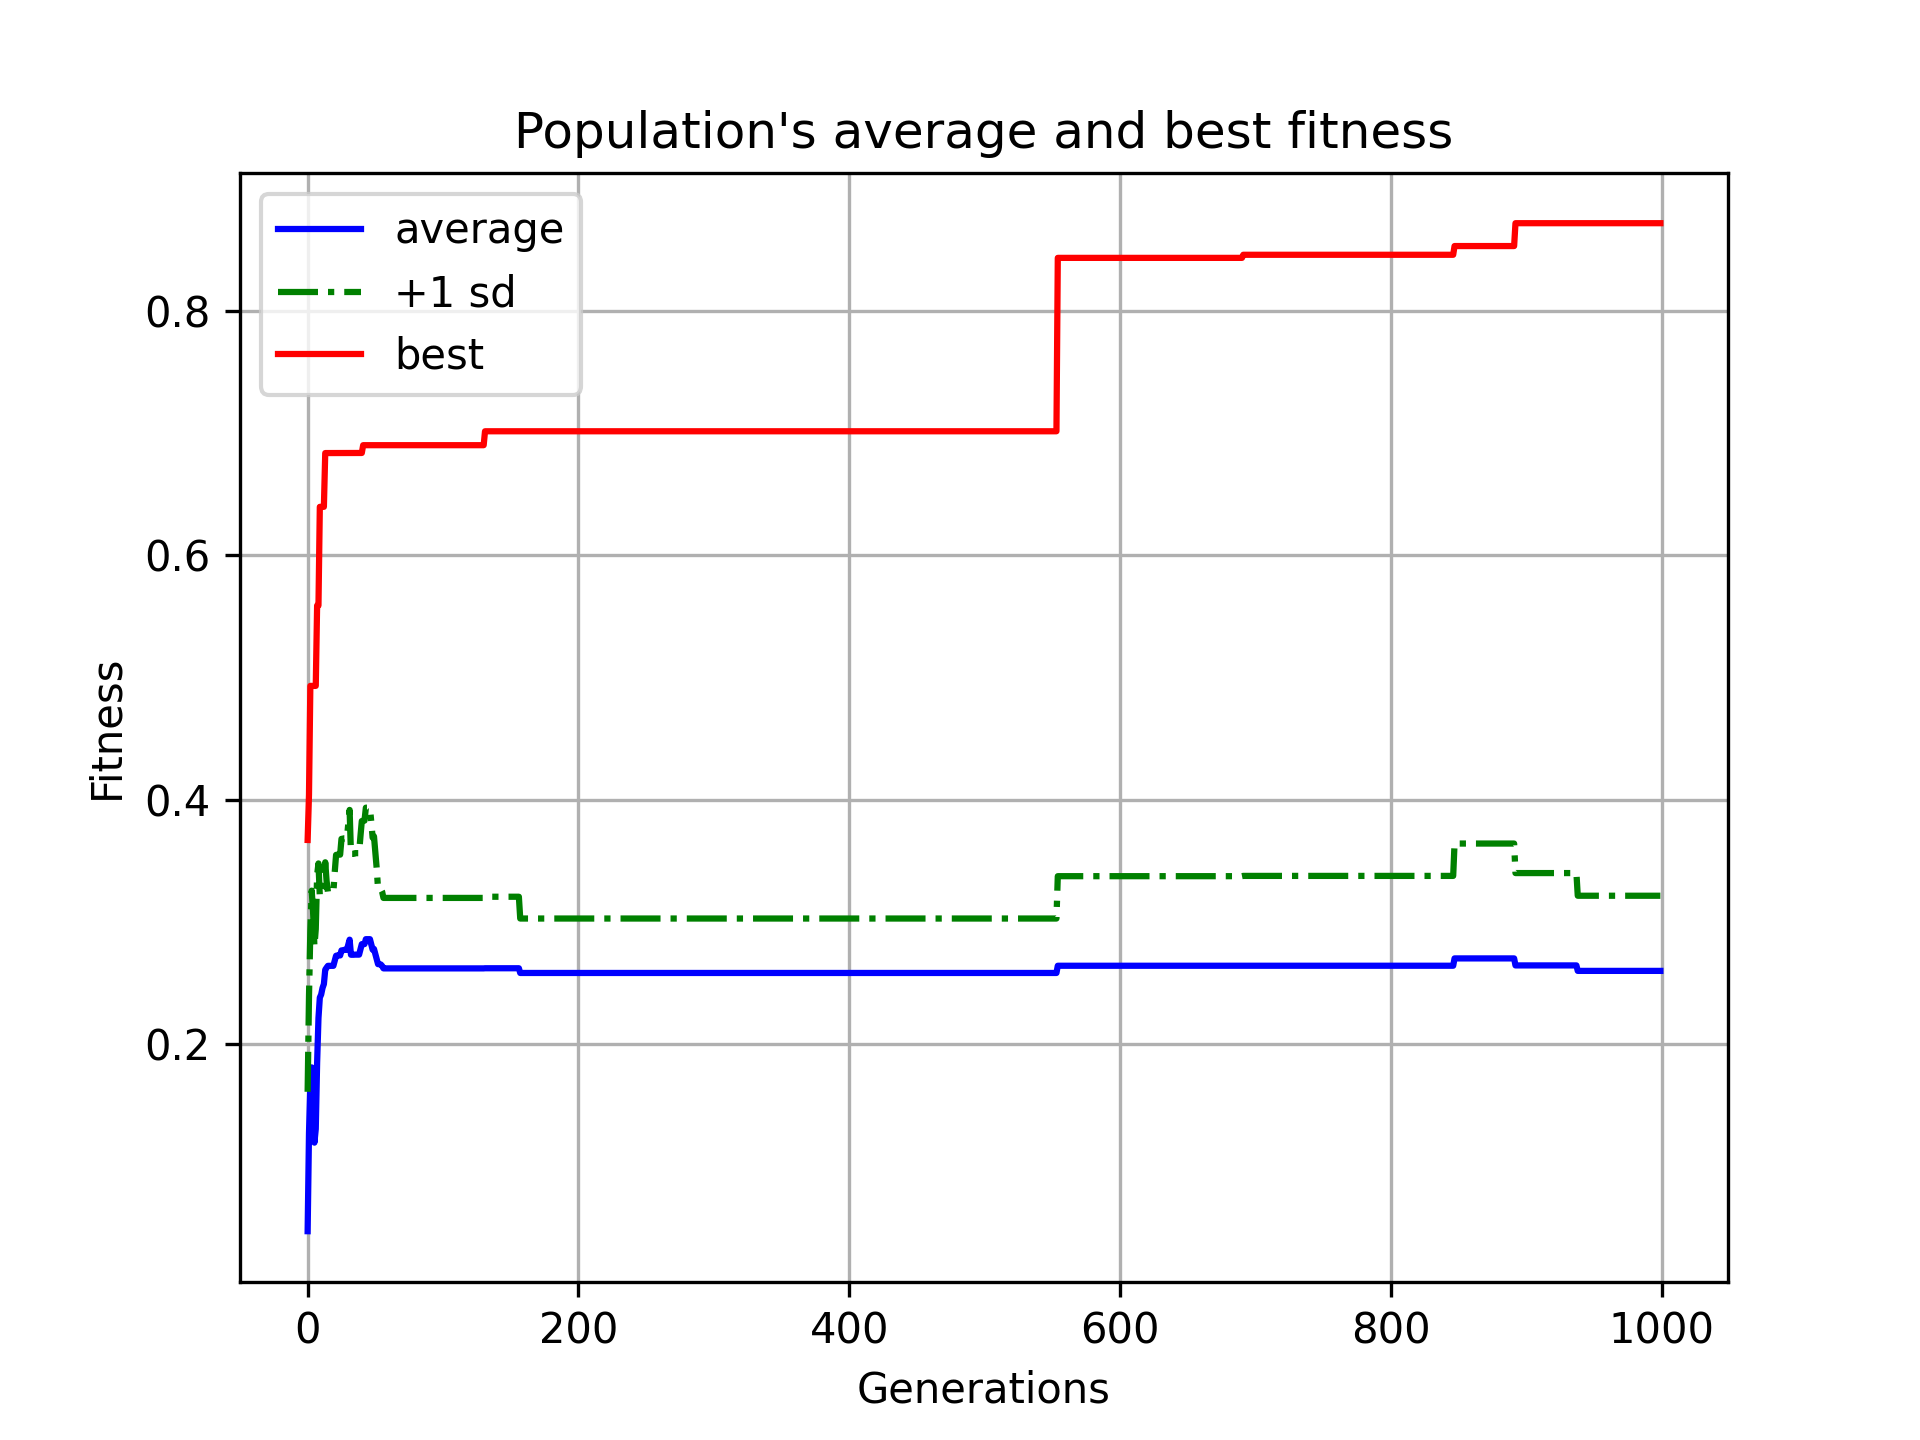 Population's average and best fitness
average
+1 sd
best
0.8
0.6
0.4
0.2
Fitness
0 200 400 600 800 1000
Generations